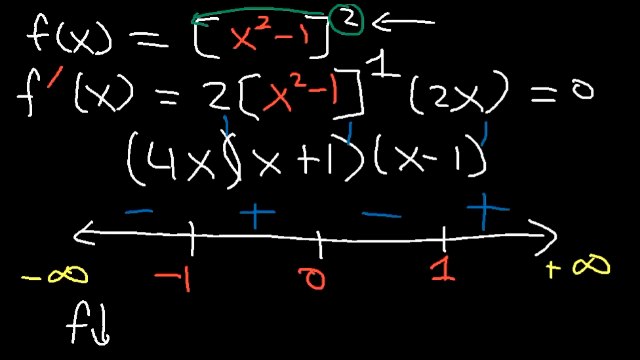 f(x) = [x² - 1]² ←
f'(x) = 2[x² - 1]¹ (2x) = 0
(4x)(x + 1)(x - 1)
- + - +
-∞ -1 0 1 +∞
f↓